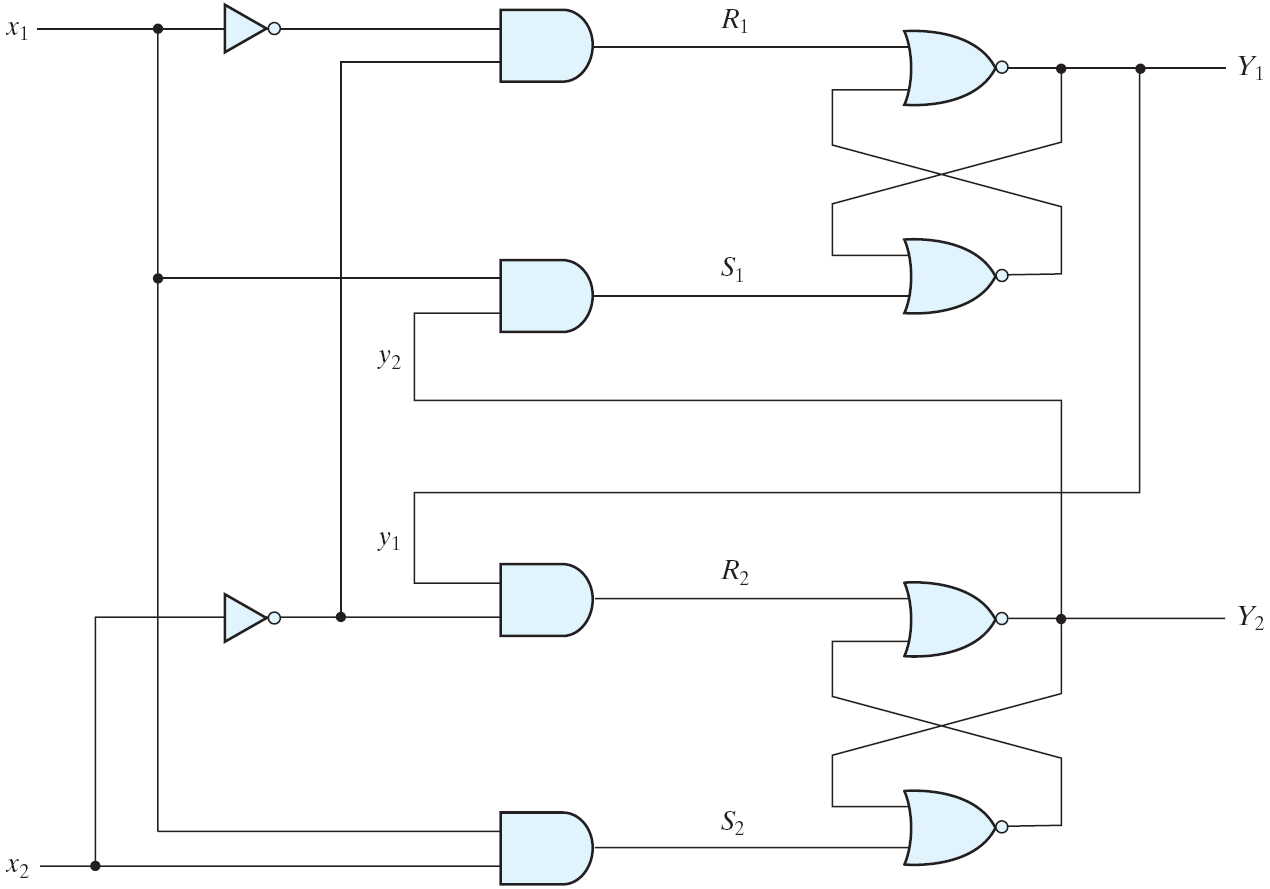 x₁
R₁
Y₁
S₁
y₂
y₁
R₂
Y₂
S₂
x₂